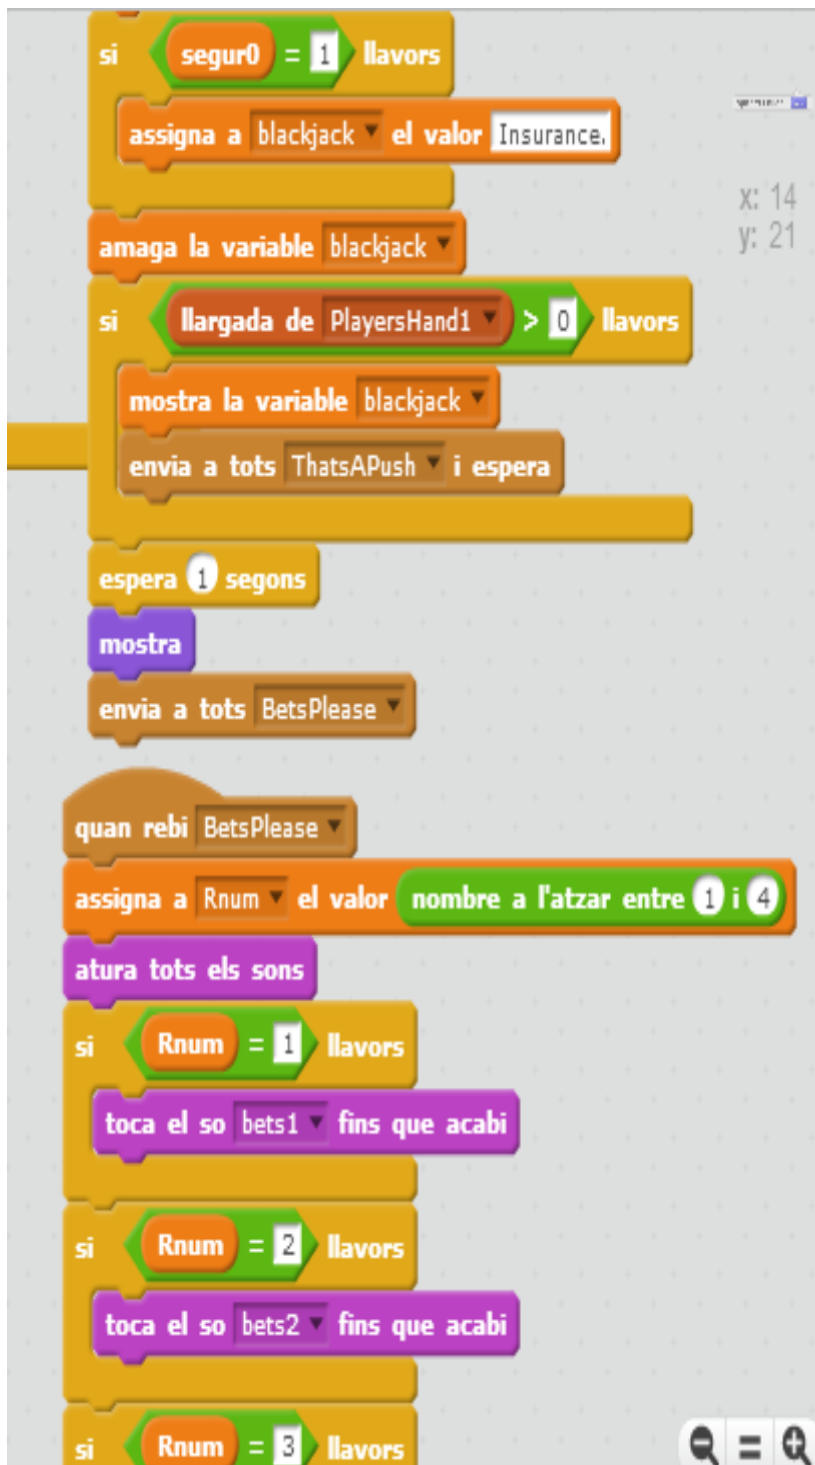 si segur0 = 1 llavors
assigna a blackjack el valor Insurance.
x: 14
y: 21
amaga la variable blackjack
si llargada de PlayersHand1 > 0 llavors
mostra la variable blackjack
envia a tots ThatsAPush i espera
espera 1 segons
mostra
envia a tots BetsPlease
quan rebi BetsPlease
assigna a Rnum el valor nombre a l'atzar entre 1 i 4
atura tots els sons
si Rnum = 1 llavors
toca el so bets1 fins que acabi
si Rnum = 2 llavors
toca el so bets2 fins que acabi
si Rnum = 3 llavors